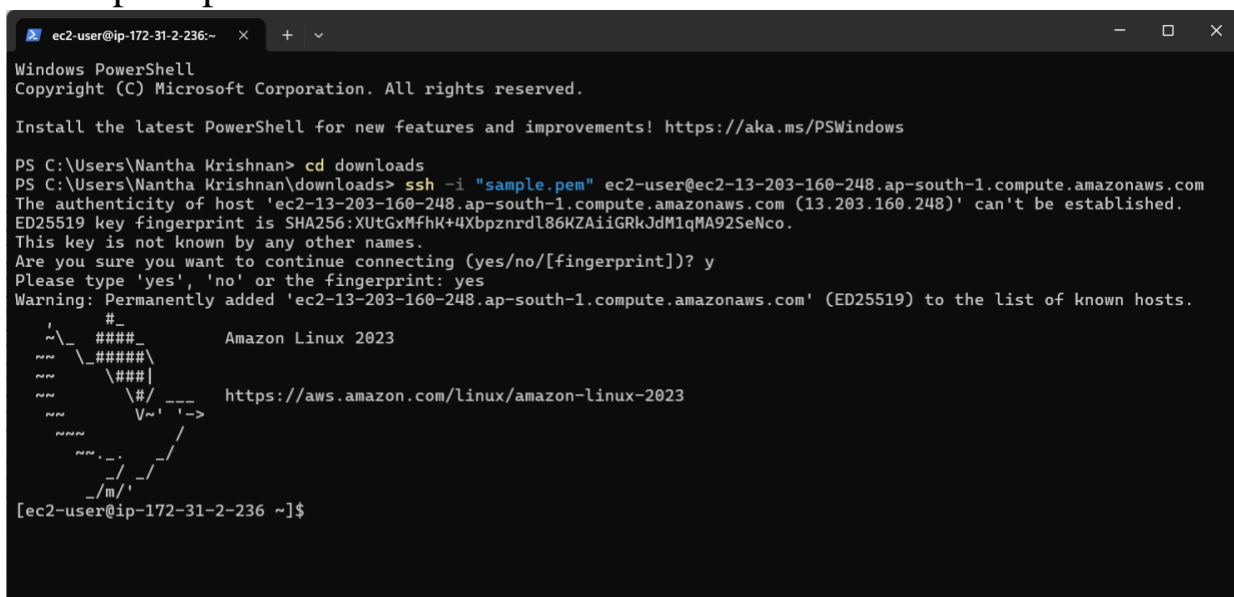 ec2-user@ip-172-31-2-236:~
Windows PowerShell
Copyright (C) Microsoft Corporation. All rights reserved.
Install the latest PowerShell for new features and improvements! https://aka.ms/PSWindows
PS C:\Users\Nantha Krishnan> cd downloads
PS C:\Users\Nantha Krishnan\downloads> ssh -i "sample.pem" ec2-user@ec2-13-203-160-248.ap-south-1.compute.amazonaws.com
The authenticity of host 'ec2-13-203-160-248.ap-south-1.compute.amazonaws.com (13.203.160.248)' can't be established.
ED25519 key fingerprint is SHA256:XUtGxMfhK+4Xbpznrdl86KZAiiGRkJdM1qMA92SeNco.
This key is not known by any other names.
Are you sure you want to continue connecting (yes/no/[fingerprint])? y
Please type 'yes', 'no' or the fingerprint: yes
Warning: Permanently added 'ec2-13-203-160-248.ap-south-1.compute.amazonaws.com' (ED25519) to the list of known hosts.
   ,     #_
   ~\_  ####_        Amazon Linux 2023
  ~~  \_#####\
  ~~     \###|
  ~~       \#/ ___   https://aws.amazon.com/linux/amazon-linux-2023
   ~~       V~' '->
    ~~~         /
      ~~._.   _/
         _/ _/
       _/m/'
[ec2-user@ip-172-31-2-236 ~]$